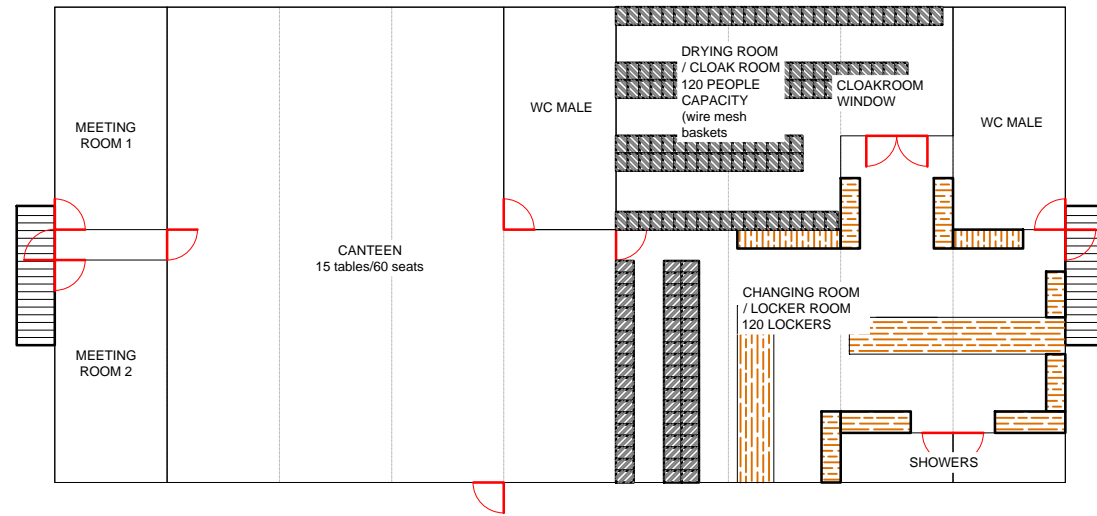 DRYING ROOM
/ CLOAK ROOM
120 PEOPLE
CAPACITY
(wire mesh
baskets
CLOAKROOM
WINDOW
WC MALE
WC MALE
MEETING
ROOM 1
CANTEEN
15 tables/60 seats
CHANGING ROOM
/ LOCKER ROOM
120 LOCKERS
MEETING
ROOM 2
SHOWERS